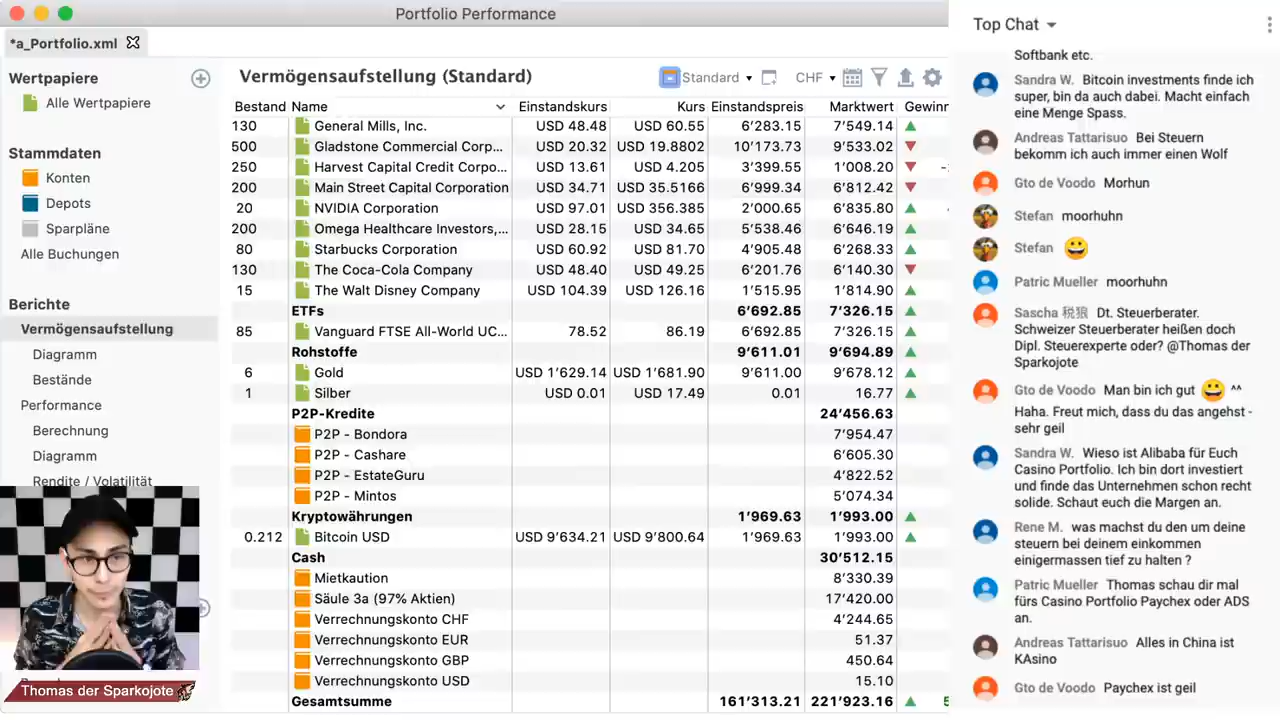 Portfolio Performance
*a_Portfolio.xml
Wertpapiere
Alle Wertpapiere
Stammdaten
Konten
Depots
Sparpläne
Alle Buchungen
Berichte
Vermögensaufstellung
Diagramm
Bestände
Performance
Berechnung
Diagramm
Rendite / Volatilität
Thomas der Sparkojote
Vermögensaufstellung (Standard)
Standard CHF
Bestand Name Einstandskurs Kurs Einstandspreis Marktwert Gewinn
130 General Mills, Inc. USD 48.48 USD 60.55 6’283.15 7’549.14
500 Gladstone Commercial Corp... USD 20.32 USD 19.8802 10’173.73 9’533.02
250 Harvest Capital Credit Corpo... USD 13.61 USD 4.205 3’399.55 1’008.20
200 Main Street Capital Corporation USD 34.71 USD 35.5166 6’999.34 6’812.42
20 NVIDIA Corporation USD 97.01 USD 356.385 2’000.65 6’835.80
200 Omega Healthcare Investors,... USD 28.15 USD 34.65 5’538.46 6’646.19
80 Starbucks Corporation USD 60.92 USD 81.70 4’905.48 6’268.33
130 The Coca-Cola Company USD 48.40 USD 49.25 6’201.76 6’140.30
15 The Walt Disney Company USD 104.39 USD 126.16 1’515.95 1’814.90
ETFs 6’692.85 7’326.15
85 Vanguard FTSE All-World UC... 78.52 86.19 6’692.85 7’326.15
Rohstoffe 9’611.01 9’694.89
6 Gold USD 1’629.14 USD 1’681.90 9’611.00 9’678.12
1 Silber USD 0.01 USD 17.49 0.01 16.77
P2P-Kredite 24’456.63
P2P - Bondora 7’954.47
P2P - Cashare 6’605.30
P2P - EstateGuru 4’822.52
P2P - Mintos 5’074.34
Kryptowährungen 1’969.63 1’993.00
0.212 Bitcoin USD USD 9’634.21 USD 9’800.64 1’969.63 1’993.00
Cash 30’512.15
Mietkaution 8’330.39
Säule 3a (97% Aktien) 17’420.00
Verrechnungskonto CHF 4’244.65
Verrechnungskonto EUR 51.37
Verrechnungskonto GBP 450.64
Verrechnungskonto USD 15.10
Gesamtsumme 161’313.21 221’923.16
Top Chat
Softbank etc.
Sandra W. Bitcoin investments finde ich
super, bin da auch dabei. Macht einfach
eine Menge Spass.
Andreas Tattarisuo Bei Steuern
bekomm ich auch immer einen Wolf
Gto de Voodo Morhun
Stefan moorhuhn
Stefan 😀
Patric Mueller moorhuhn
Sascha 税狼 Dt. Steuerberater.
Schweizer Steuerberater heißen doch
Dipl. Steuerexperte oder? @Thomas der
Sparkojote
Gto de Voodo Man bin ich gut 😀 ^^
Haha. Freut mich, dass du das angehst -
sehr geil
Sandra W. Wieso ist Alibaba für Euch
Casino Portfolio. Ich bin dort investiert
und finde das Unternehmen schon recht
solide. Schaut euch die Margen an.
Rene M. was machst du den um deine
steuern bei deinem einkommen
einigermassen tief zu halten ?
Patric Mueller Thomas schau dir mal
fürs Casino Portfolio Paychex oder ADS
an.
Andreas Tattarisuo Alles in China ist
KAsino
Gto de Voodo Paychex ist geil